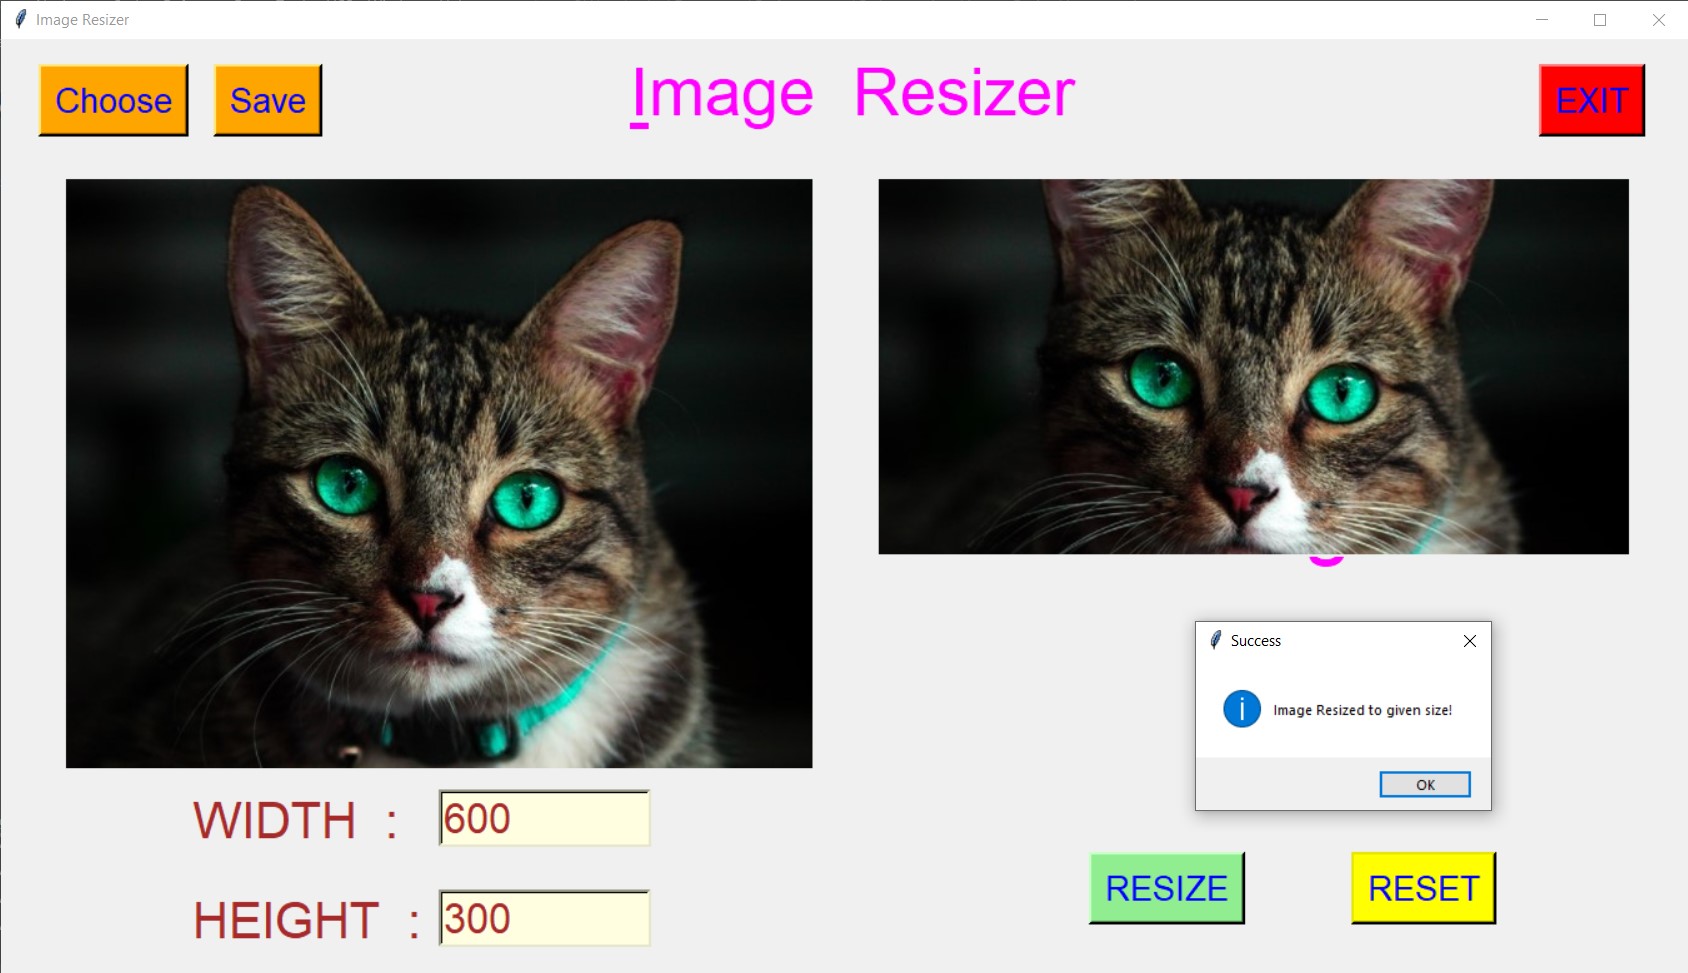 Image Resizer
Choose
Save
Image Resizer
EXIT
Success
Image Resized to given size!
OK
WIDTH :
600
HEIGHT :
300
RESIZE
RESET